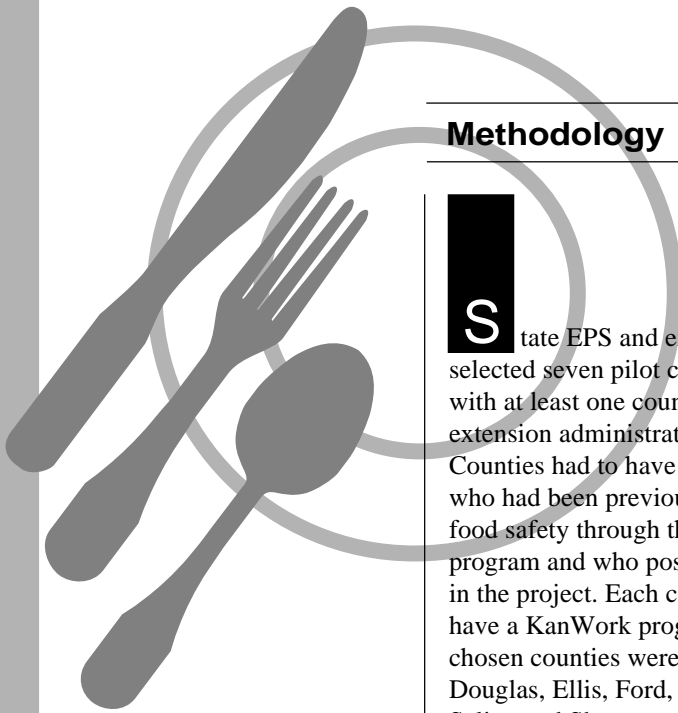 Methodology
S tate EPS and e
selected seven pilot c
with at least one coun
extension administrat
Counties had to have
who had been previou
food safety through th
program and who pos
in the project. Each c
have a KanWork prog
chosen counties were
Douglas, Ellis, Ford,